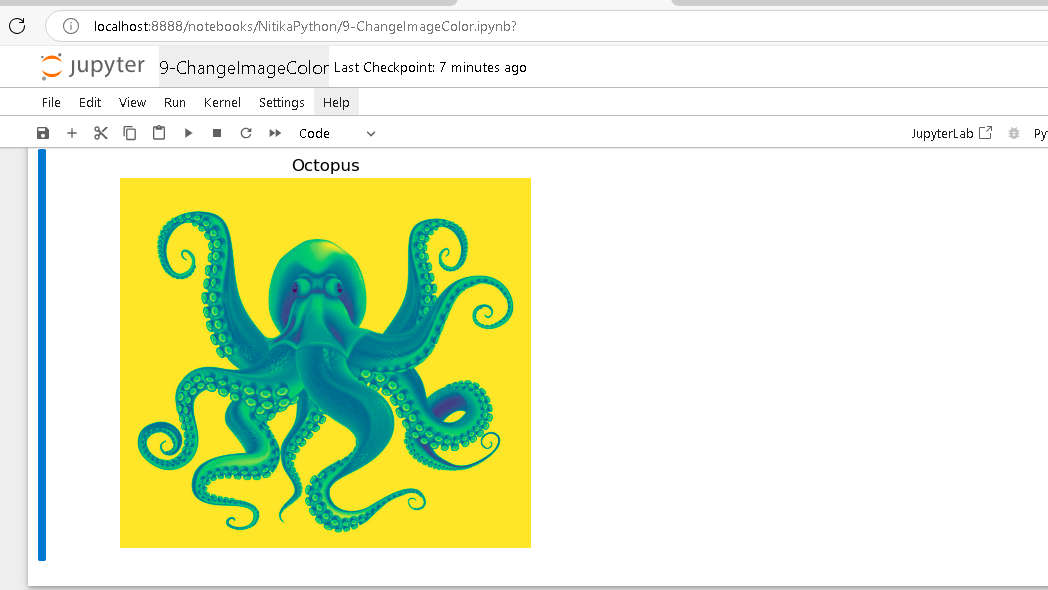 localhost:8888/notebooks/NitikaPython/9-ChangeImageColor.ipynb?
jupyter 9-ChangeImageColor Last Checkpoint: 7 minutes ago
File Edit View Run Kernel Settings Help
Code JupyterLab Py
Octopus